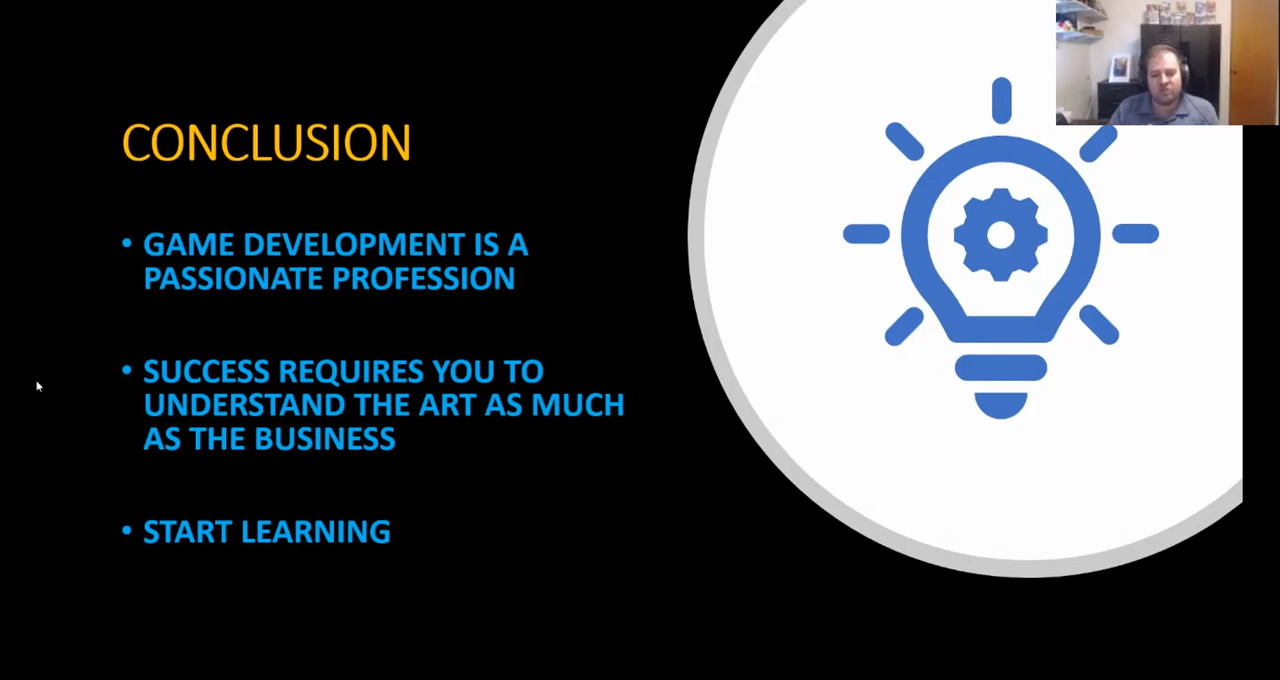 CONCLUSION
• GAME DEVELOPMENT IS A
PASSIONATE PROFESSION
• SUCCESS REQUIRES YOU TO
UNDERSTAND THE ART AS MUCH
AS THE BUSINESS
• START LEARNING